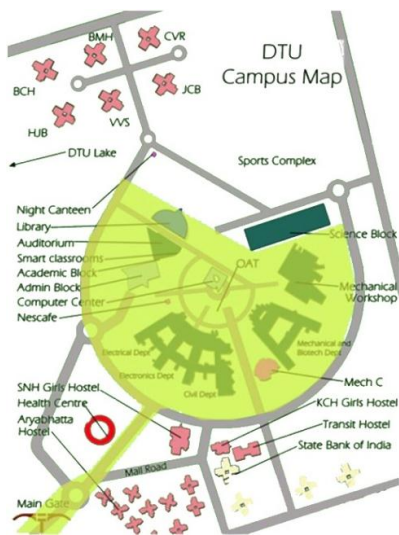 DTU
Campus Map
BMH
CVR
BCH
JCB
HJB
VVS
DTU Lake
Sports Complex
Night Canteen
Library
Auditorium
Smart classrooms
Academic Block
Admin Block
Computer Center
Nescafe
Science Block
OAT
Mechanical
Workshop
Electrical Dept
Electronics Dept
Civil Dept
Mechanical and
Biotech Dept
Mech C
SNH Girls Hostel
Health Centre
Aryabhatta
Hostel
KCH Girls Hostel
Transit Hostel
State Bank of India
Mall Road
Main Gate